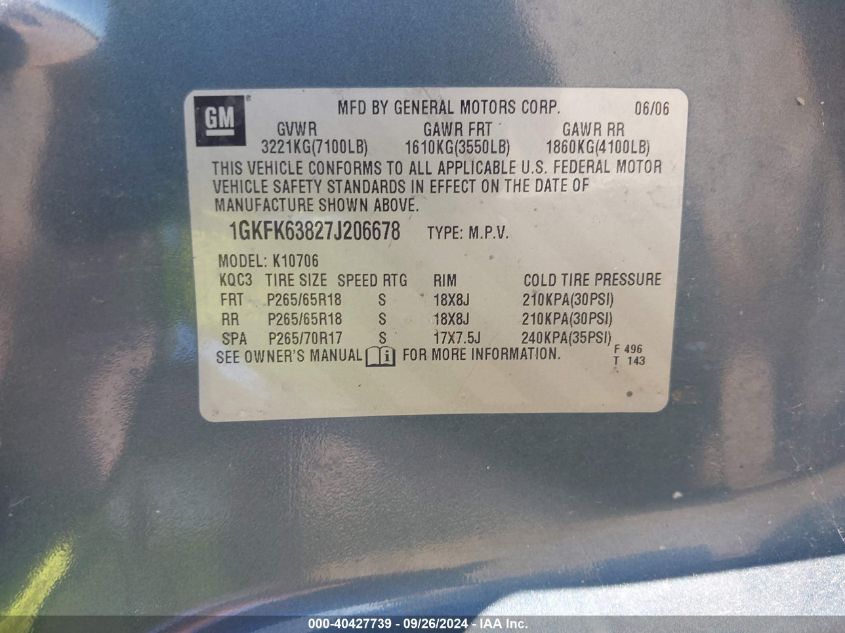 GM
MFD BY GENERAL MOTORS CORP. 06/06
GVWR GAWR FRT GAWR RR
3221KG(7100LB) 1610KG(3550LB) 1860KG(4100LB)
THIS VEHICLE CONFORMS TO ALL APPLICABLE U.S. FEDERAL MOTOR
VEHICLE SAFETY STANDARDS IN EFFECT ON THE DATE OF
MANUFACTURE SHOWN ABOVE.
1GKFK63827J206678 TYPE: M.P.V.
MODEL: K10706
KQC3 TIRE SIZE SPEED RTG RIM COLD TIRE PRESSURE
FRT P265/65R18 S 18X8J 210KPA(30PSI)
RR P265/65R18 S 18X8J 210KPA(30PSI)
SPA P265/70R17 S 17X7.5J 240KPA(35PSI)
SEE OWNER'S MANUAL i FOR MORE INFORMATION.
F 496
T 143
000-40427739 - 09/26/2024 - IAA Inc.